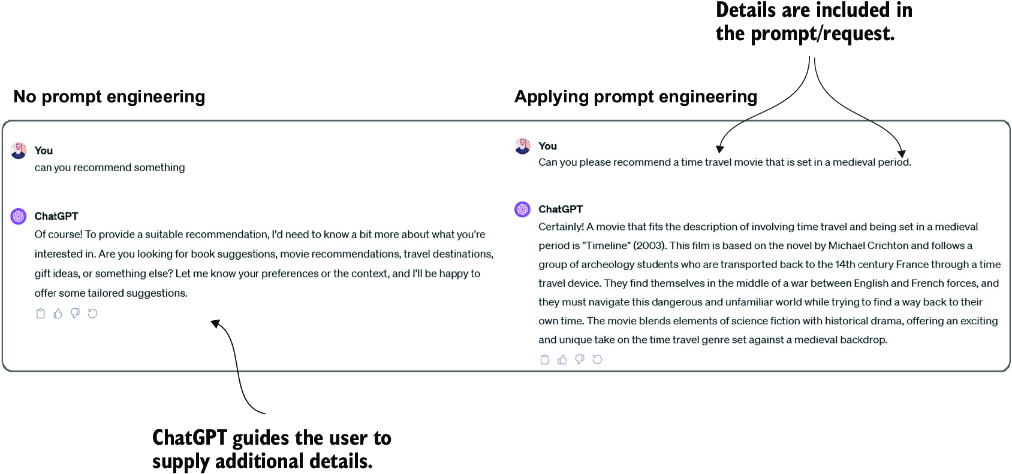 Details are included in
the prompt/request.
No prompt engineering
Applying prompt engineering
You
can you recommend something
ChatGPT
Of course! To provide a suitable recommendation, I'd need to know a bit more about what you're
interested in. Are you looking for book suggestions, movie recommendations, travel destinations,
gift ideas, or something else? Let me know your preferences or the context, and I'll be happy to
offer some tailored suggestions.
You
Can you please recommend a time travel movie that is set in a medieval period.
ChatGPT
Certainly! A movie that fits the description of involving time travel and being set in a medieval
period is "Timeline" (2003). This film is based on the novel by Michael Crichton and follows a
group of archeology students who are transported back to the 14th century France through a time
travel device. They find themselves in the middle of a war between English and French forces, and
they must navigate this dangerous and unfamiliar world while trying to find a way back to their
own time. The movie blends elements of science fiction with historical drama, offering an exciting
and unique take on the time travel genre set against a medieval backdrop.
ChatGPT guides the user to
supply additional details.